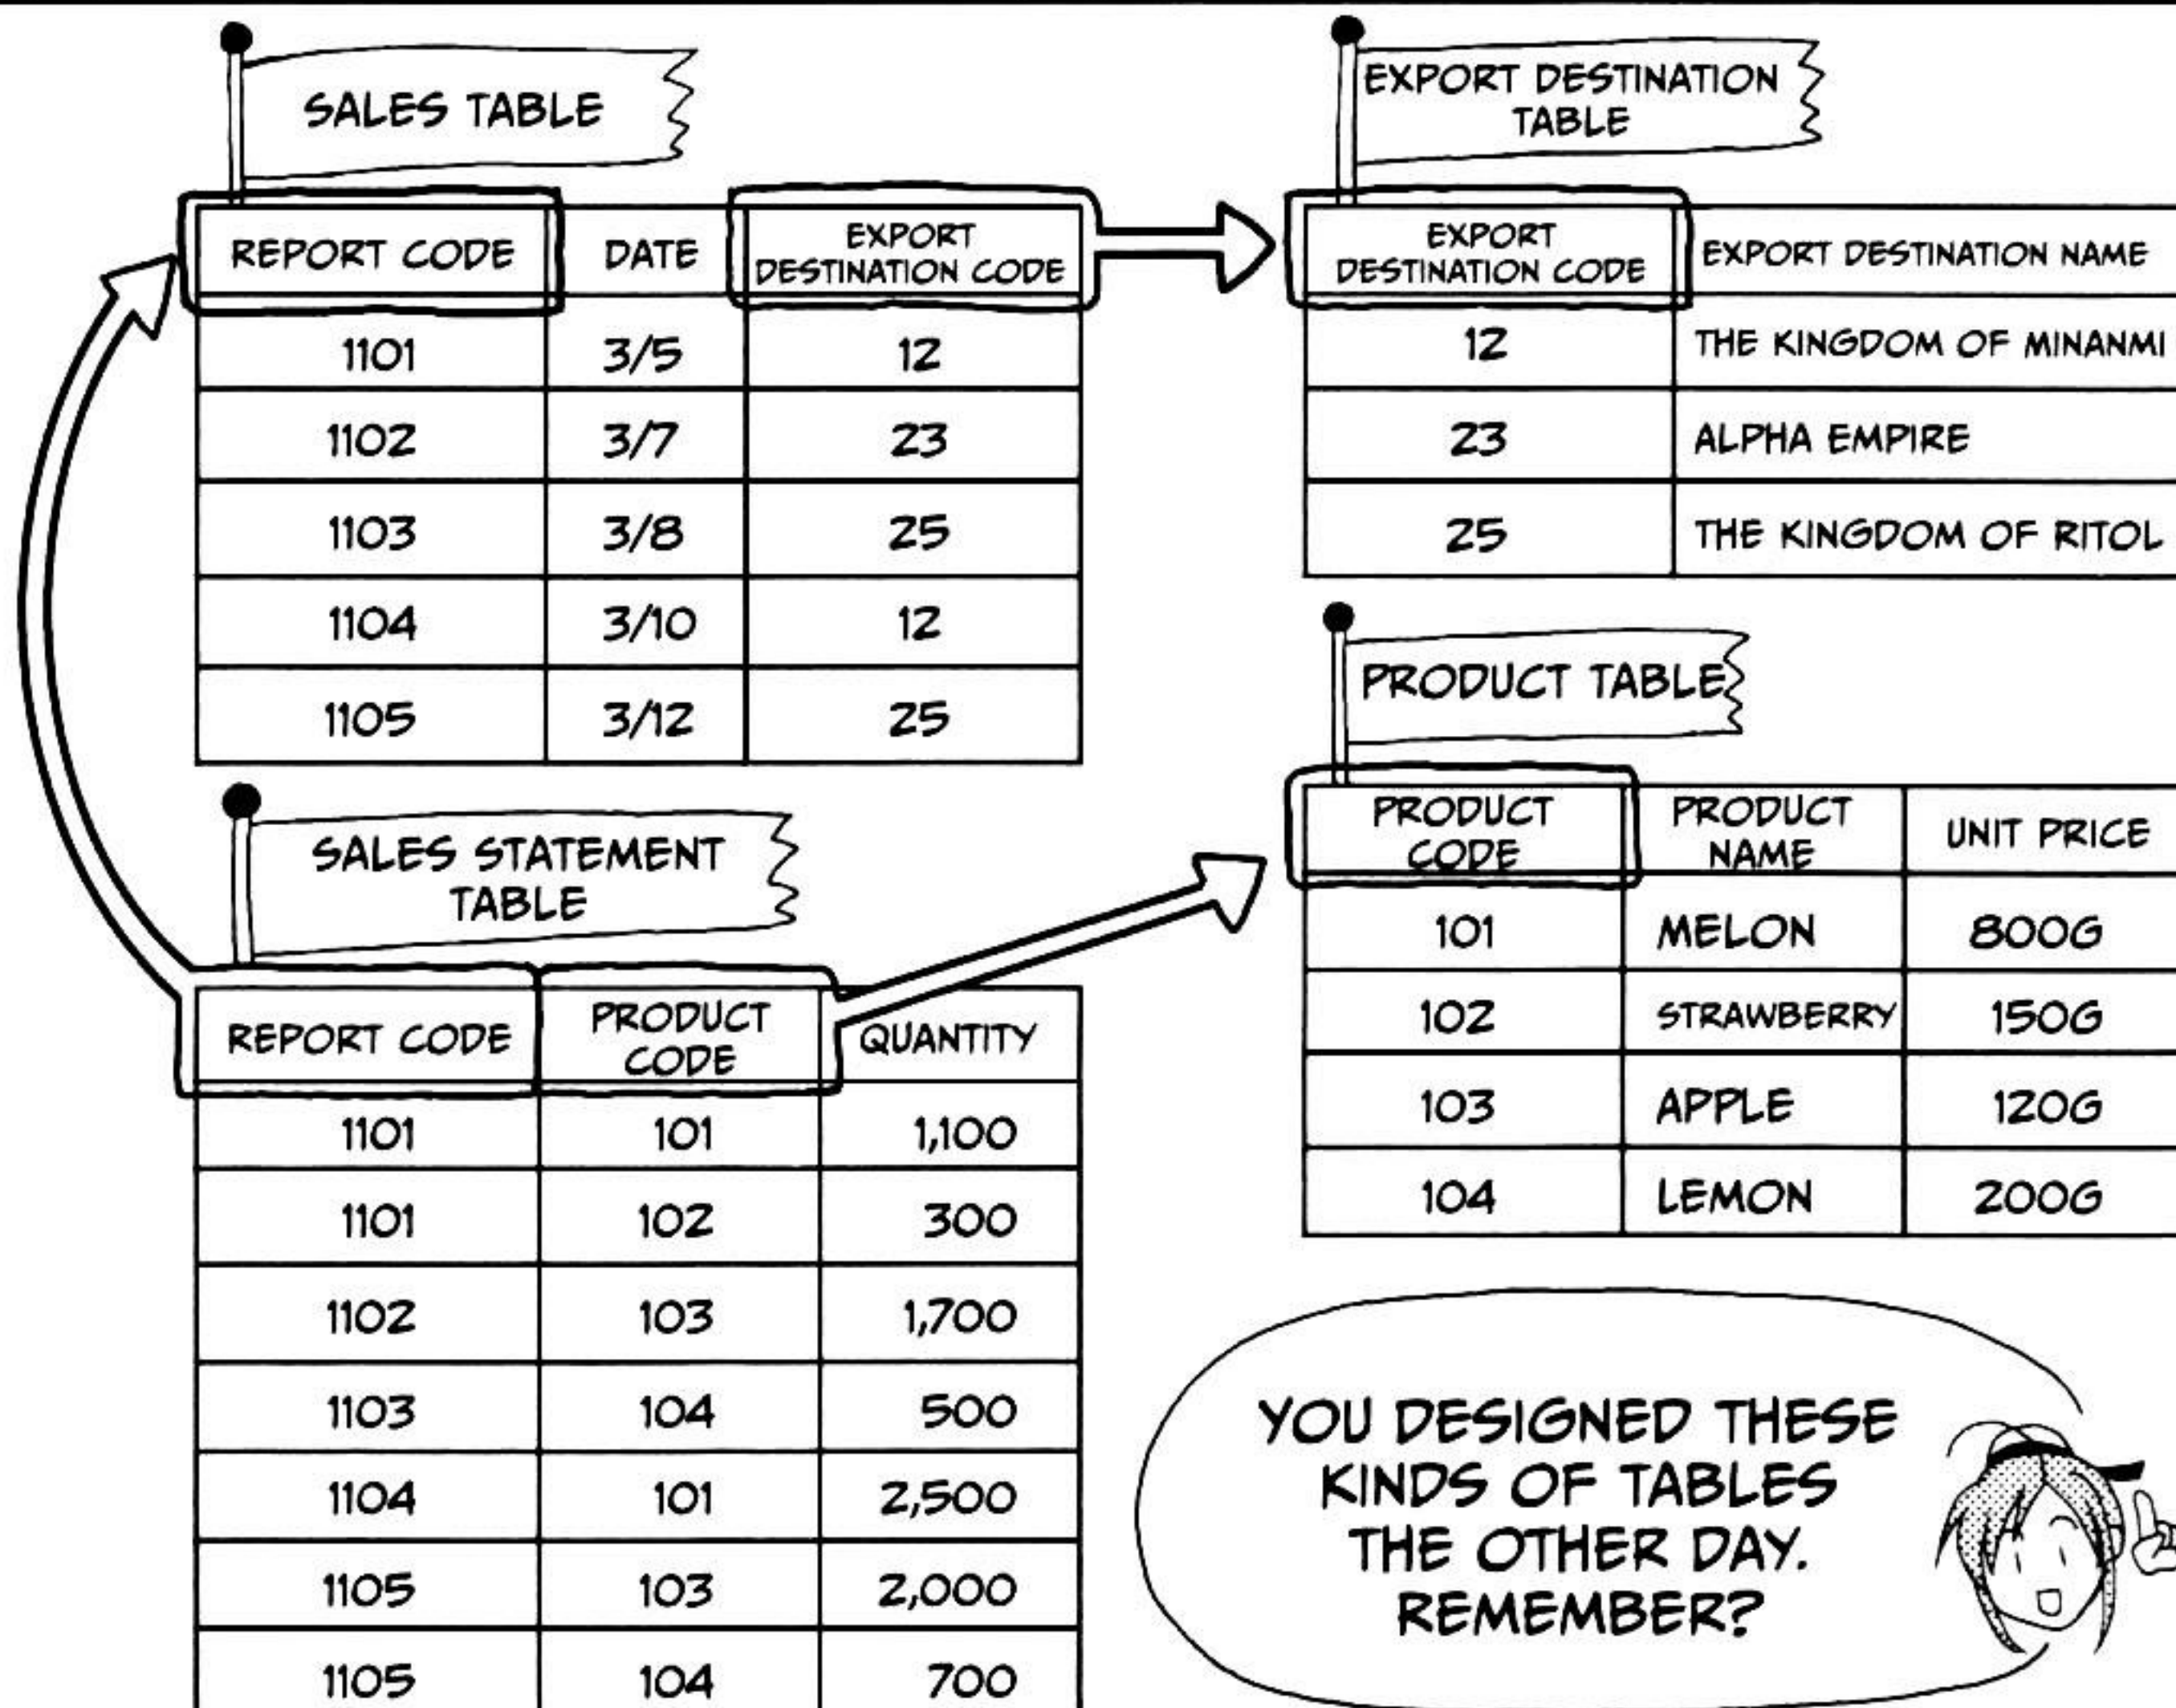 SALES TABLE
REPORT CODE DATE EXPORT
DESTINATION CODE
1101 3/5 12
1102 3/7 23
1103 3/8 25
1104 3/10 12
1105 3/12 25
EXPORT DESTINATION
TABLE
EXPORT
DESTINATION CODE EXPORT DESTINATION NAME
12 THE KINGDOM OF MINANMI
23 ALPHA EMPIRE
25 THE KINGDOM OF RITOL
SALES STATEMENT
TABLE
REPORT CODE PRODUCT
CODE QUANTITY
1101 101 1,100
1101 102 300
1102 103 1,700
1103 104 500
1104 101 2,500
1105 103 2,000
1105 104 700
PRODUCT TABLE
PRODUCT
CODE PRODUCT
NAME UNIT PRICE
101 MELON 800G
102 STRAWBERRY 150G
103 APPLE 120G
104 LEMON 200G
YOU DESIGNED THESE
KINDS OF TABLES
THE OTHER DAY.
REMEMBER?